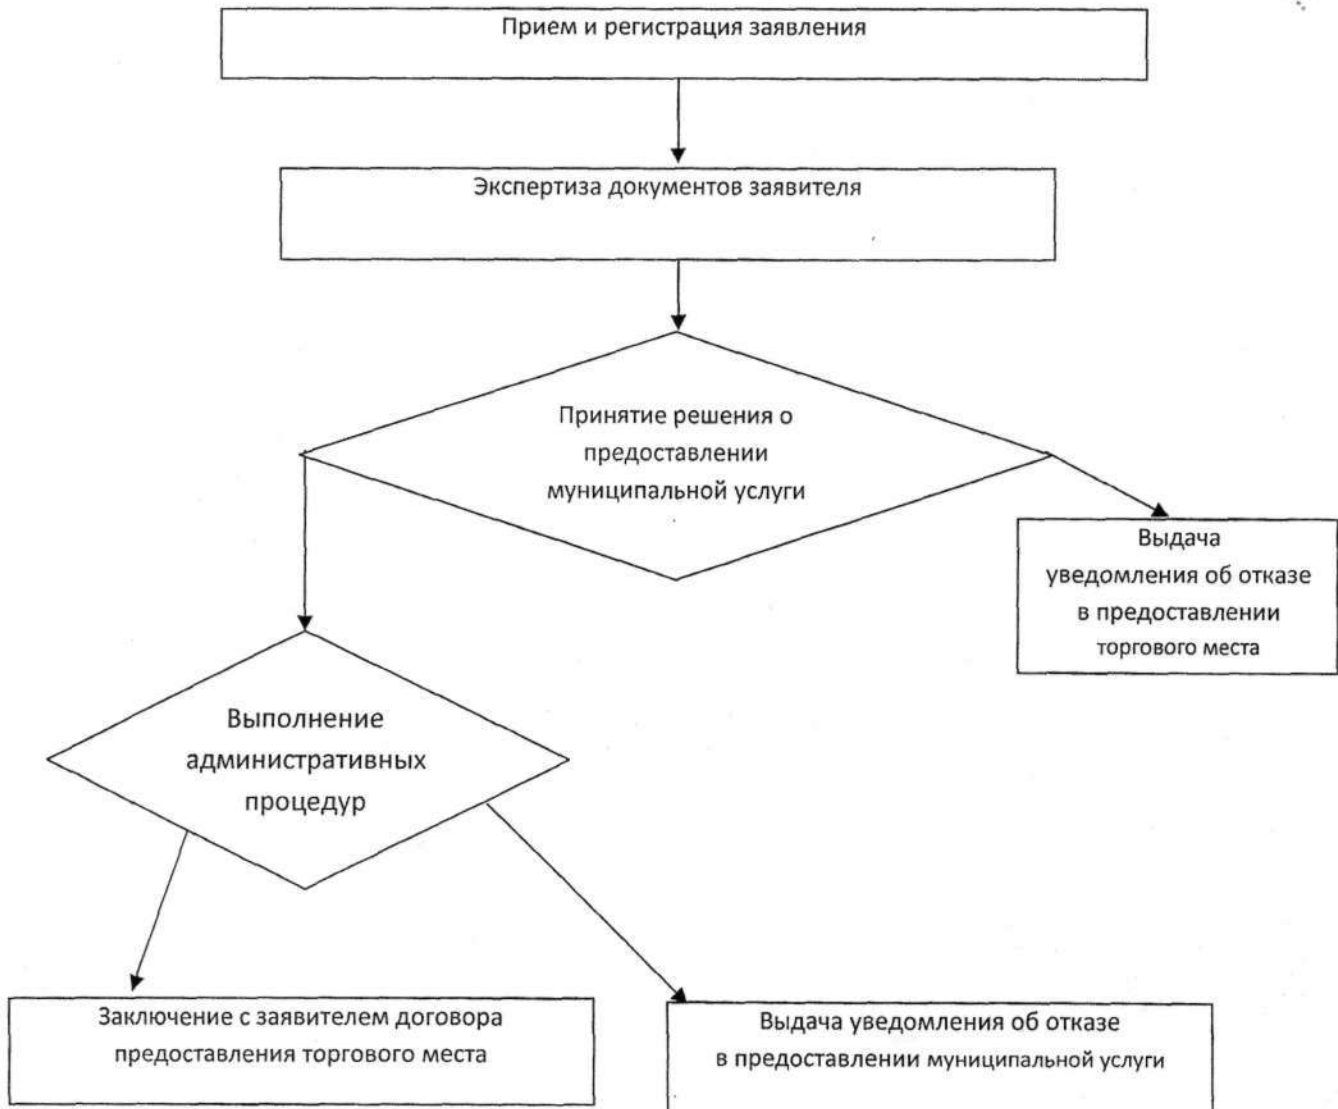 Прием и регистрация заявления
Экспертиза документов заявителя
Принятие решения о
предоставлении
муниципальной услуги
Выдача
уведомления об отказе
в предоставлении
торгового места
Выполнение
административных
процедур
Заключение с заявителем договора
предоставления торгового места
Выдача уведомления об отказе
в предоставлении муниципальной услуги